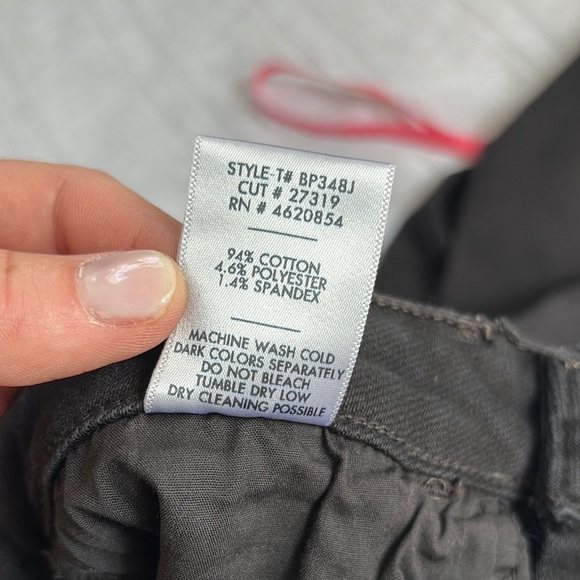 STYLE-T# BP348J
CUT # 27319
RN # 4620854
94% COTTON
4.6% POLYESTER
1.4% SPANDEX
MACHINE WASH COLD
DARK COLORS SEPARATELY
DO NOT BLEACH
TUMBLE DRY LOW
DRY CLEANING POSSIBLE